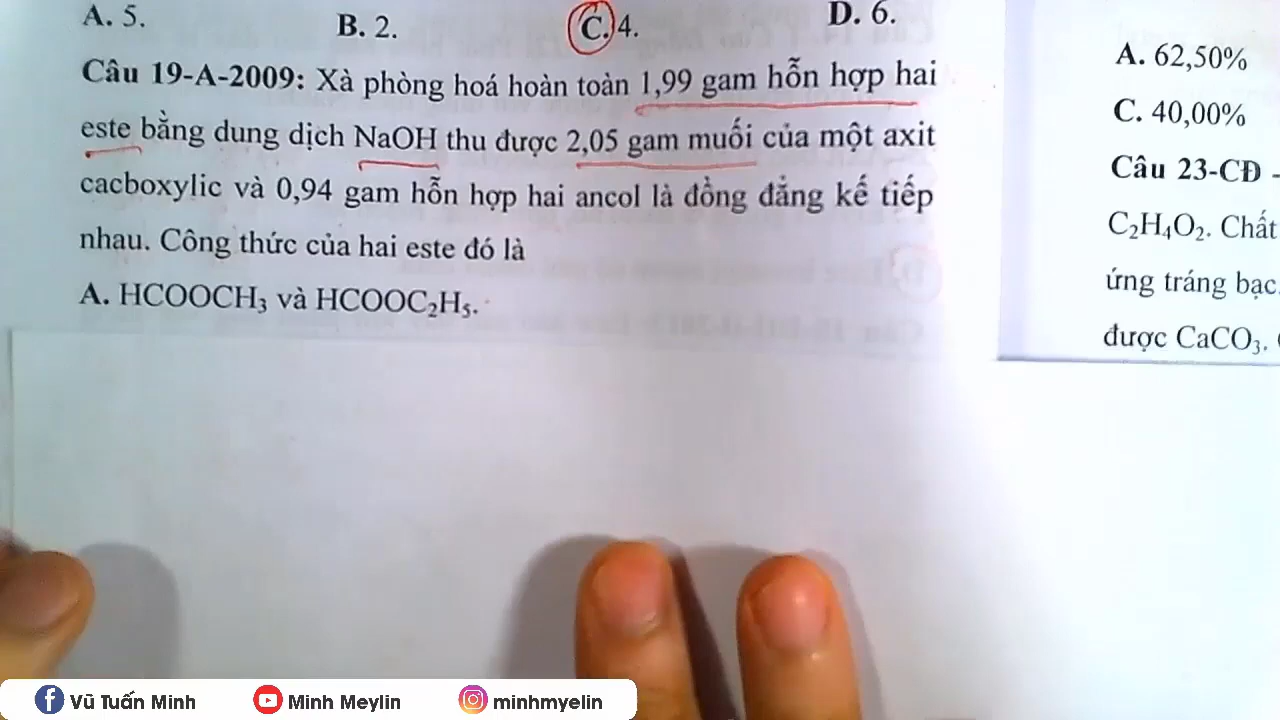 A. 5.
B. 2.
C. 4.
D. 6.
Câu 19-A-2009: Xà phòng hoá hoàn toàn 1,99 gam hỗn hợp hai
este bằng dung dịch NaOH thu được 2,05 gam muối của một axit
cacboxylic và 0,94 gam hỗn hợp hai ancol là đồng đẳng kế tiếp
nhau. Công thức của hai este đó là
A. HCOOCH₃ và HCOOC₂H₅.
A. 62,50%
C. 40,00%
Câu 23-CĐ -
C₂H₄O₂. Chất
ứng tráng bạc.
được CaCO₃.
Vũ Tuấn Minh
Minh Meylin
minhmyelin